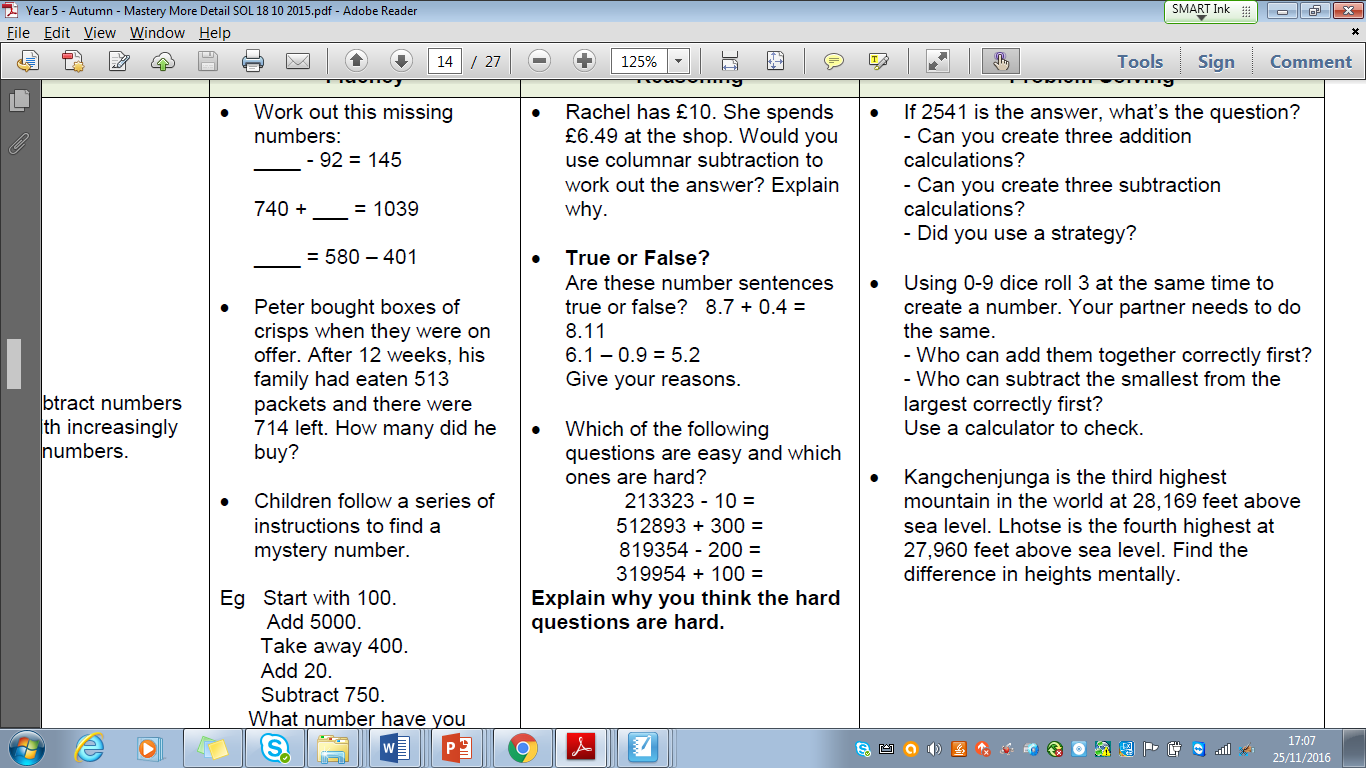 Year 5 - Autumn - Mastery More Detail SOL 18 10 2015.pdf - Adobe Reader
SMART Ink
File Edit View Window Help
14 / 27
125%
Tools Sign Comment
Fluency
Reasoning
Problem Solving
btract numbers
th increasingly
numbers.
• Work out this missing
numbers:
____ - 92 = 145
740 + ___ = 1039
____ = 580 – 401
• Peter bought boxes of
crisps when they were on
offer. After 12 weeks, his
family had eaten 513
packets and there were
714 left. How many did he
buy?
• Children follow a series of
instructions to find a
mystery number.
Eg Start with 100.
Add 5000.
Take away 400.
Add 20.
Subtract 750.
What number have you
• Rachel has £10. She spends
£6.49 at the shop. Would you
use columnar subtraction to
work out the answer? Explain
why.
• True or False?
Are these number sentences
true or false? 8.7 + 0.4 =
8.11
6.1 – 0.9 = 5.2
Give your reasons.
• Which of the following
questions are easy and which
ones are hard?
213323 - 10 =
512893 + 300 =
819354 - 200 =
319954 + 100 =
Explain why you think the hard
questions are hard.
• If 2541 is the answer, what's the question?
- Can you create three addition
calculations?
- Can you create three subtraction
calculations?
- Did you use a strategy?
• Using 0-9 dice roll 3 at the same time to
create a number. Your partner needs to do
the same.
- Who can add them together correctly first?
- Who can subtract the smallest from the
largest correctly first?
Use a calculator to check.
• Kangchenjunga is the third highest
mountain in the world at 28,169 feet above
sea level. Lhotse is the fourth highest at
27,960 feet above sea level. Find the
difference in heights mentally.
17:07
25/11/2016